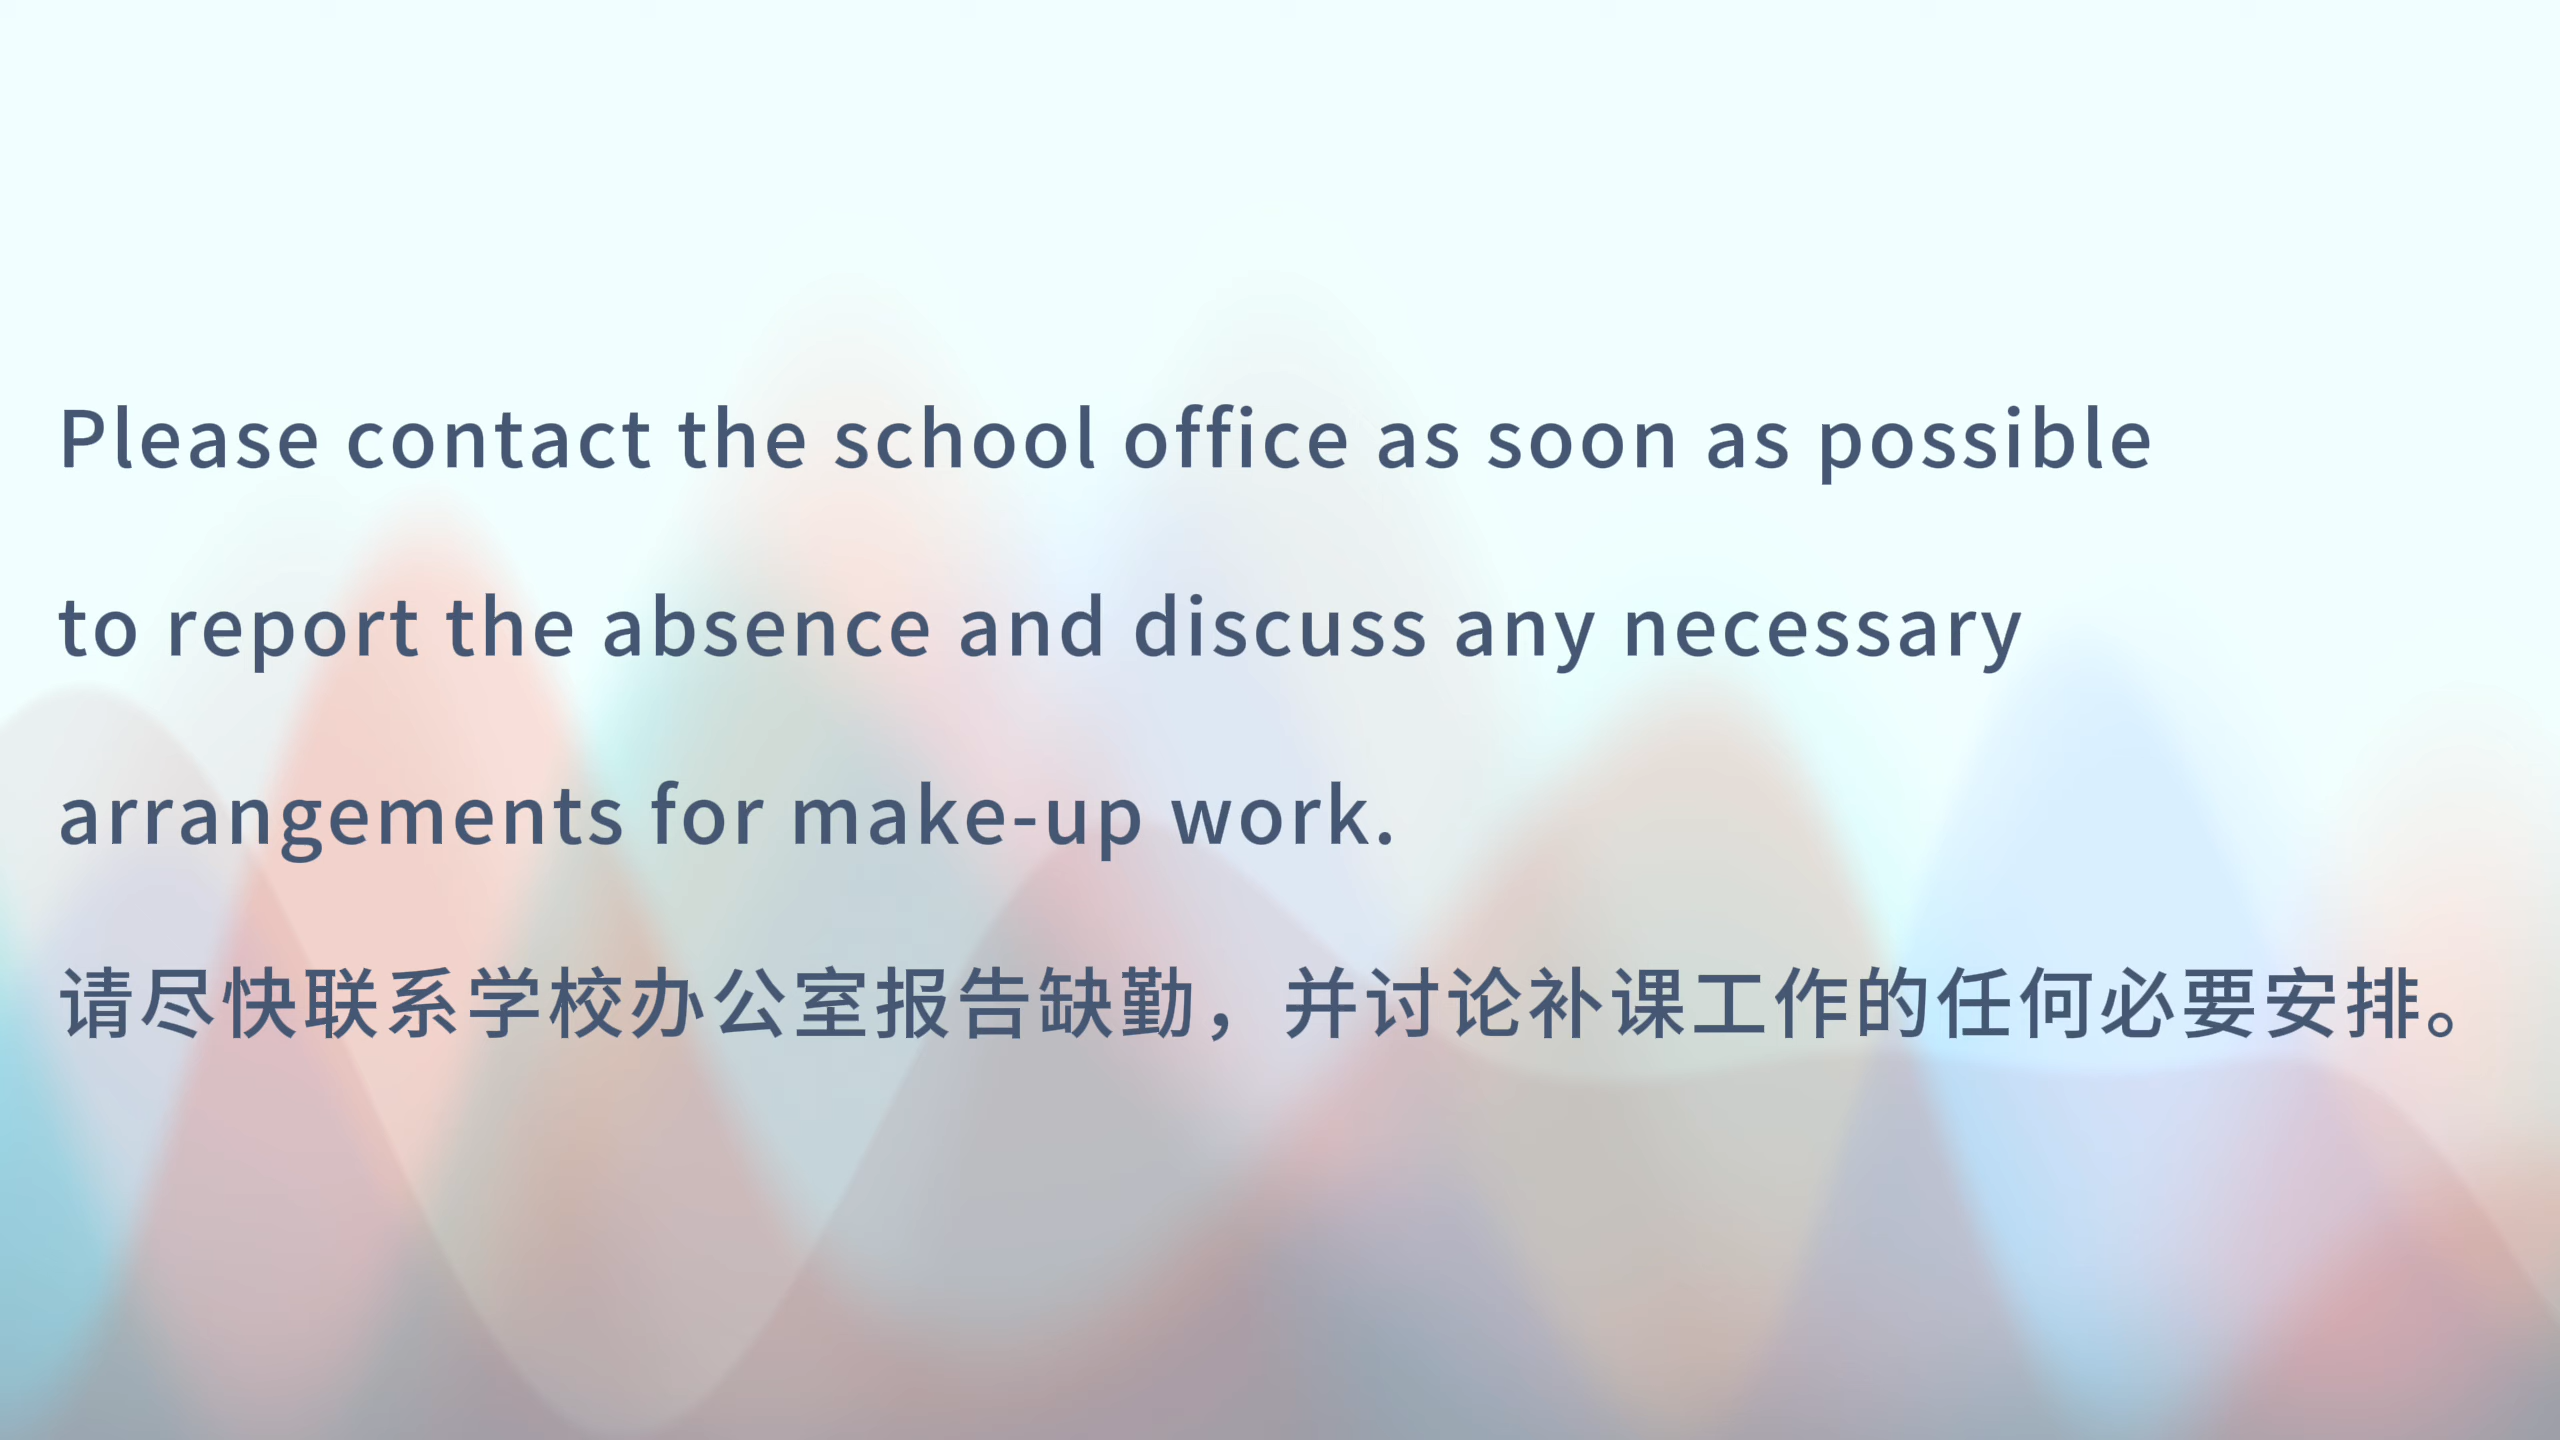 Please contact the school office as soon as possible
to report the absence and discuss any necessary
arrangements for make-up work.
请尽快联系学校办公室报告缺勤，并讨论补课工作的任何必要安排。